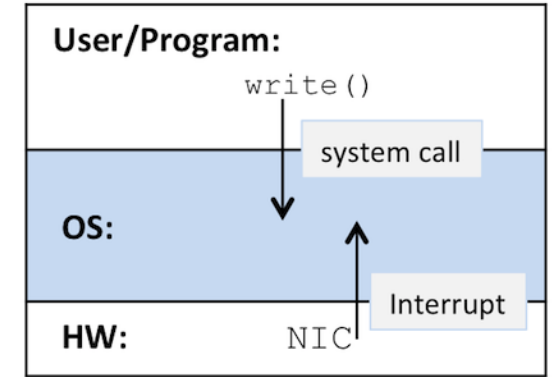 User/Program:
write()
system call
OS:
Interrupt
HW:
NIC